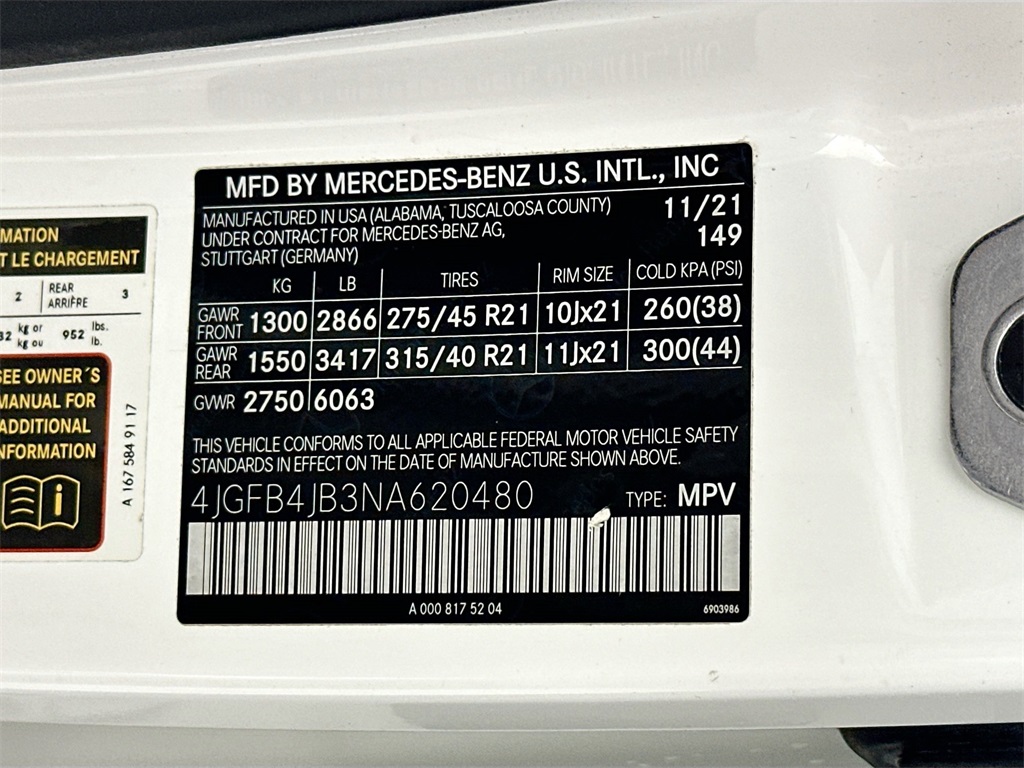 MFD BY MERCEDES-BENZ U.S. INTL., INC
MANUFACTURED IN USA (ALABAMA, TUSCALOOSA COUNTY) 11/21
UNDER CONTRACT FOR MERCEDES-BENZ AG, 149
STUTTGART (GERMANY)
KG LB TIRES RIM SIZE COLD KPA (PSI)
GAWR FRONT 1300 2866 275/45 R21 10Jx21 260(38)
GAWR REAR 1550 3417 315/40 R21 11Jx21 300(44)
GVWR 2750 6063
THIS VEHICLE CONFORMS TO ALL APPLICABLE FEDERAL MOTOR VEHICLE SAFETY
STANDARDS IN EFFECT ON THE DATE OF MANUFACTURE SHOWN ABOVE.
4JGFB4JB3NA620480 TYPE: MPV
A 000 817 52 04 6903986
MATION
T LE CHARGEMENT
2 REAR ARRIÈRE 3
32 kg or kg ou 952 lbs. lb.
SEE OWNER´S
MANUAL FOR
ADDITIONAL
INFORMATION
A 167 584 91 17